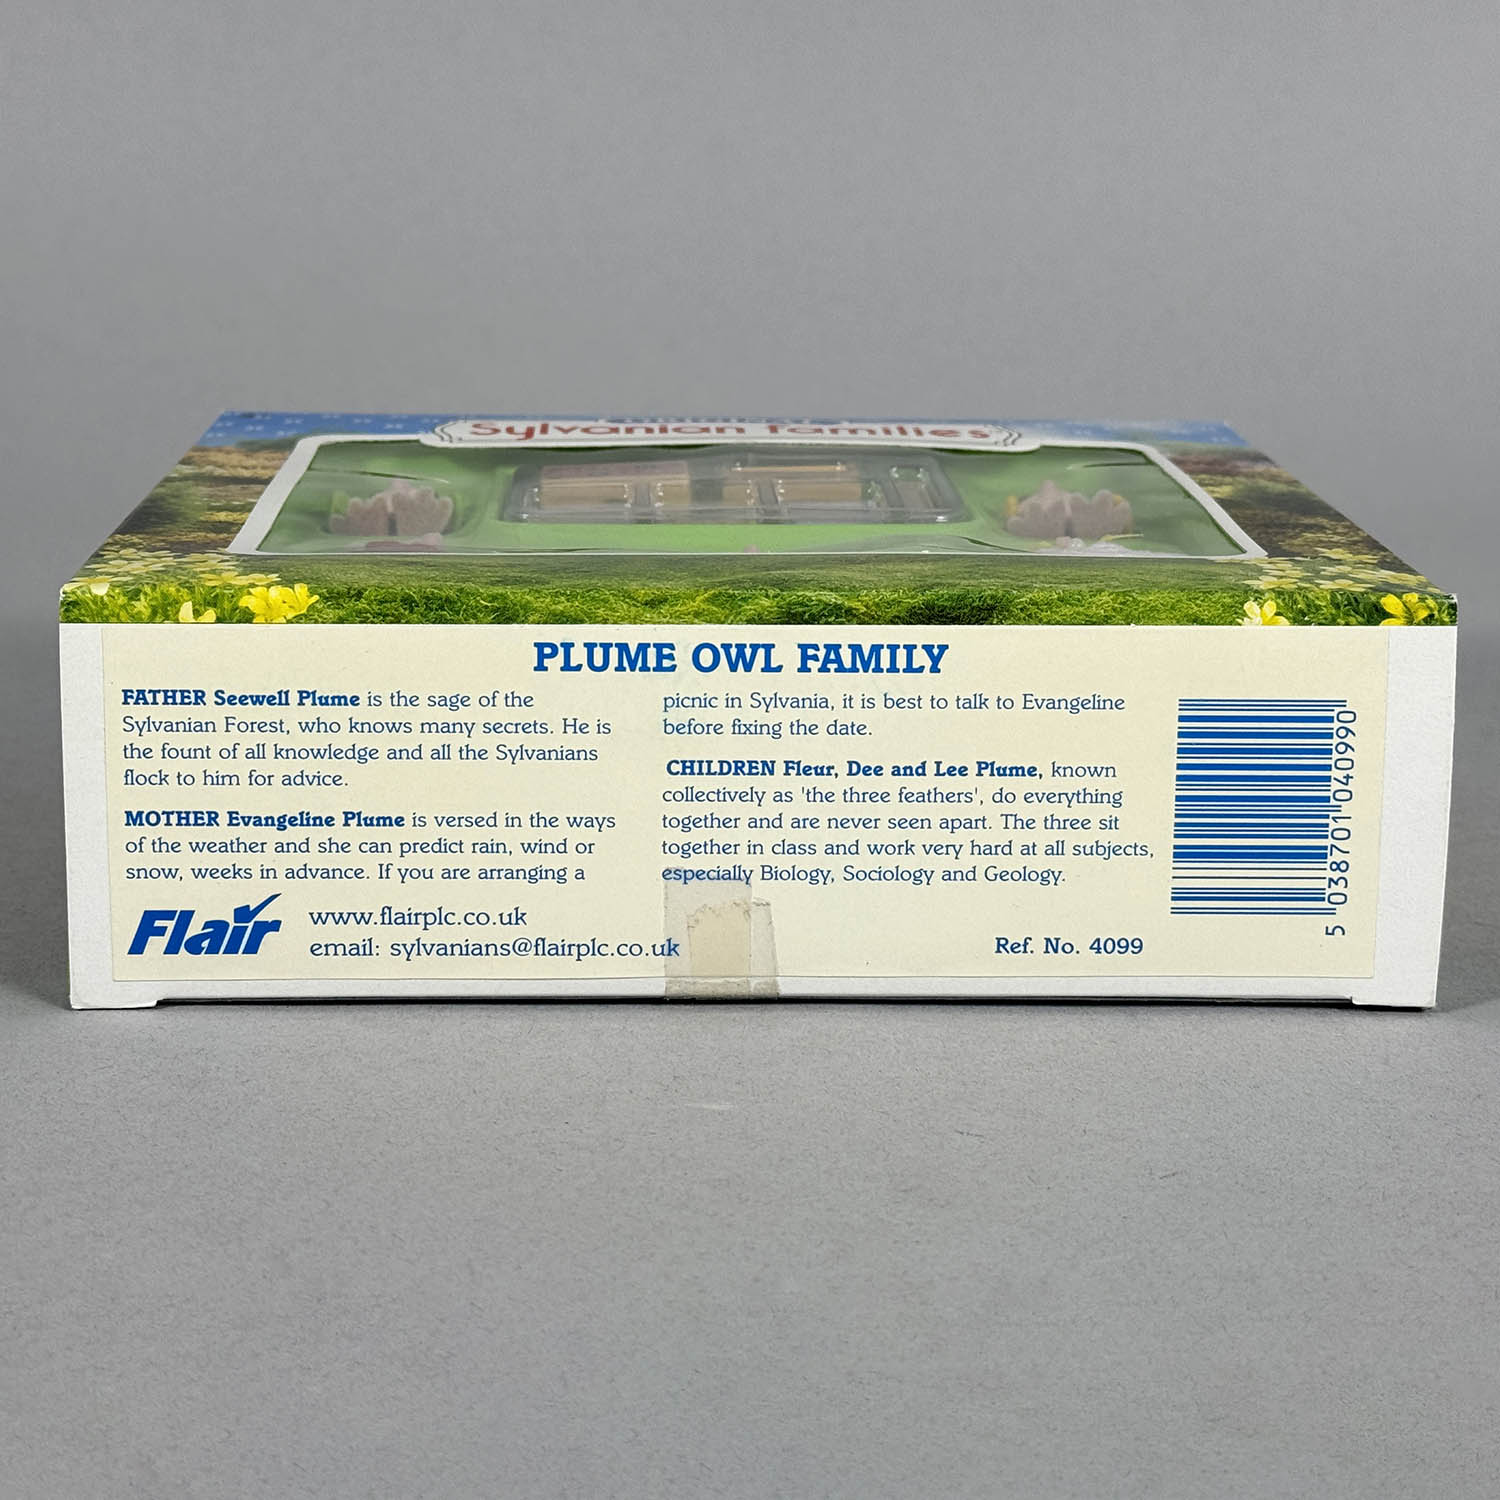 Sylvanian Families
PLUME OWL FAMILY
FATHER Seewell Plume is the sage of the
Sylvanian Forest, who knows many secrets. He is
the fount of all knowledge and all the Sylvanians
flock to him for advice.
MOTHER Evangeline Plume is versed in the ways
of the weather and she can predict rain, wind or
snow, weeks in advance. If you are arranging a
picnic in Sylvania, it is best to talk to Evangeline
before fixing the date.
CHILDREN Fleur, Dee and Lee Plume, known
collectively as 'the three feathers', do everything
together and are never seen apart. The three sit
together in class and work very hard at all subjects,
especially Biology, Sociology and Geology.
Flair
www.flairplc.co.uk
email: sylvanians@flairplc.co.uk
Ref. No. 4099
5 038701 040990